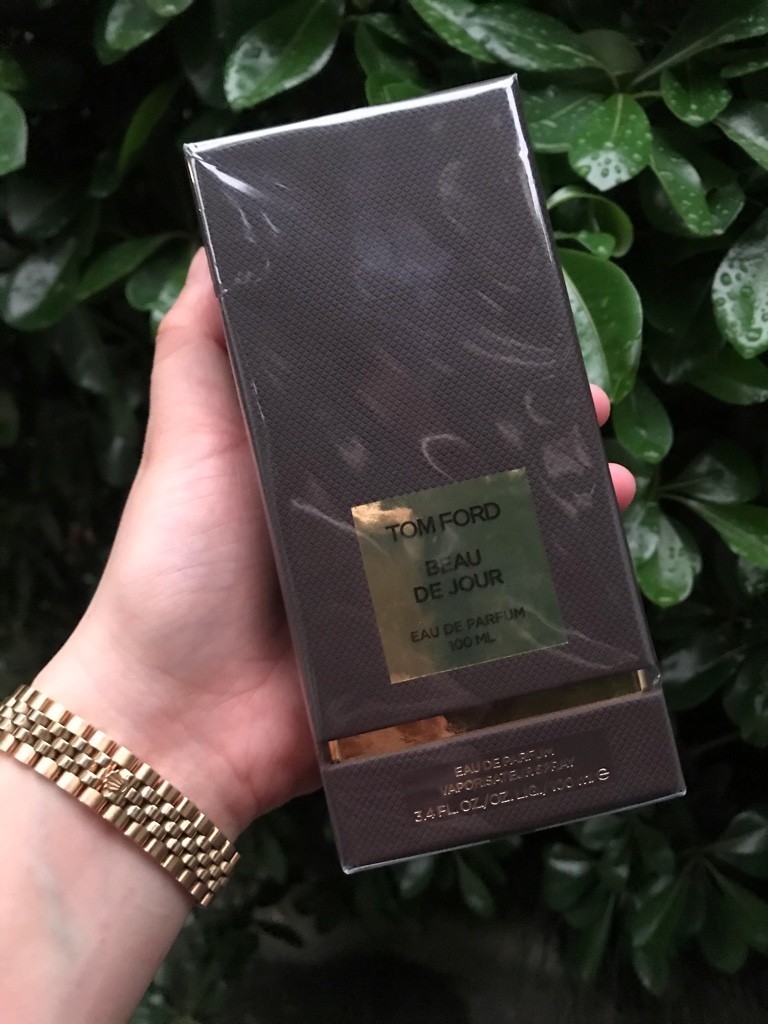 TOM FORD
BEAU
DE JOUR
EAU DE PARFUM
100 ML
EAU DE PARFUM
VAPORISATEUR SPRAY
3.4 FL. OZ./OZ. LIQ./100 ml ℮